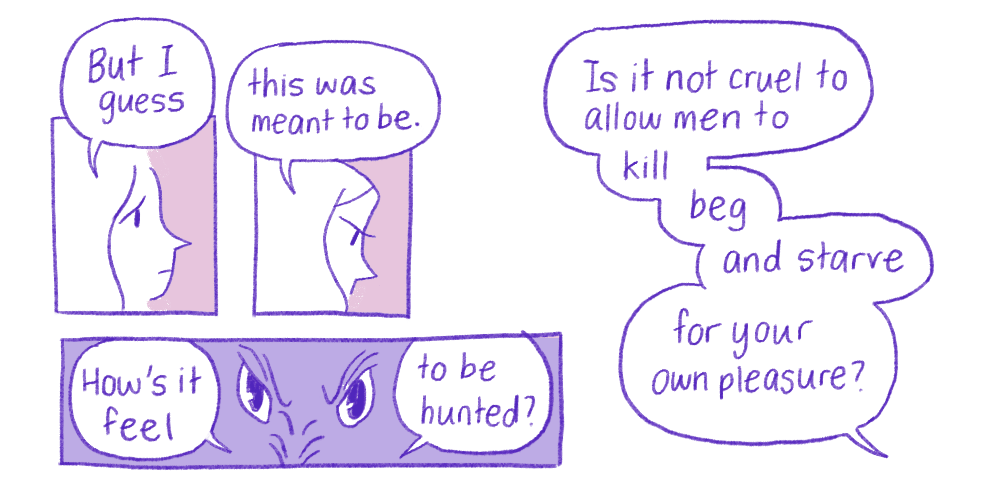 But I
guess
this was
meant to be.
How's it
feel
to be
hunted?
Is it not cruel to
allow men to
kill
beg
and starve
for your
own pleasure?